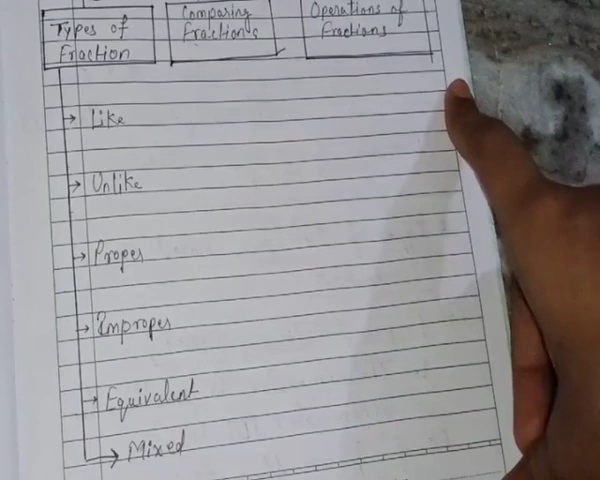 Types of
Fraction
Comparing
fractions
Operations of
fractions
Like
Unlike
Proper
Improper
Equivalent
Mixed